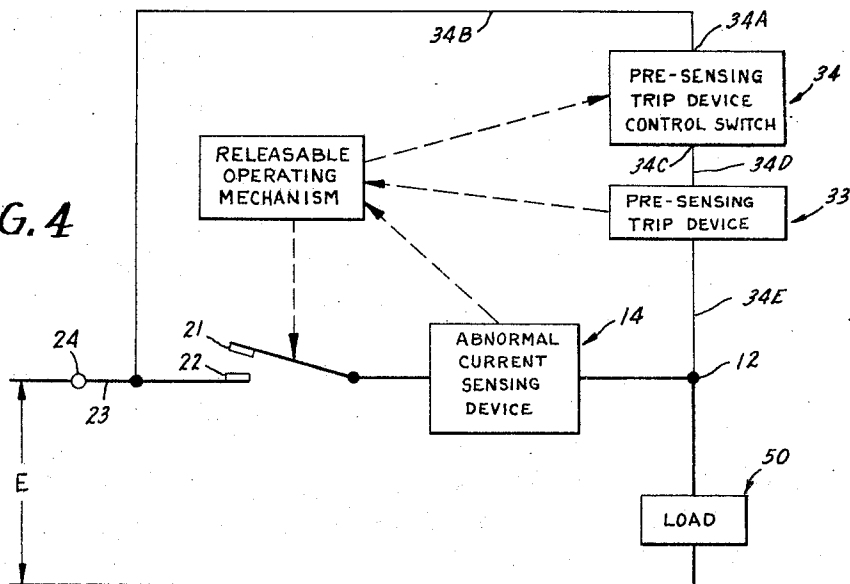 34B
34A
PRE-SENSING
TRIP DEVICE
CONTROL SWITCH
34
RELEASABLE
OPERATING
MECHANISM
34C
34D
PRE-SENSING
TRIP DEVICE
33
G. 4
34E
21
14
ABNORMAL
CURRENT
SENSING
DEVICE
24
22
12
23
E
50
LOAD